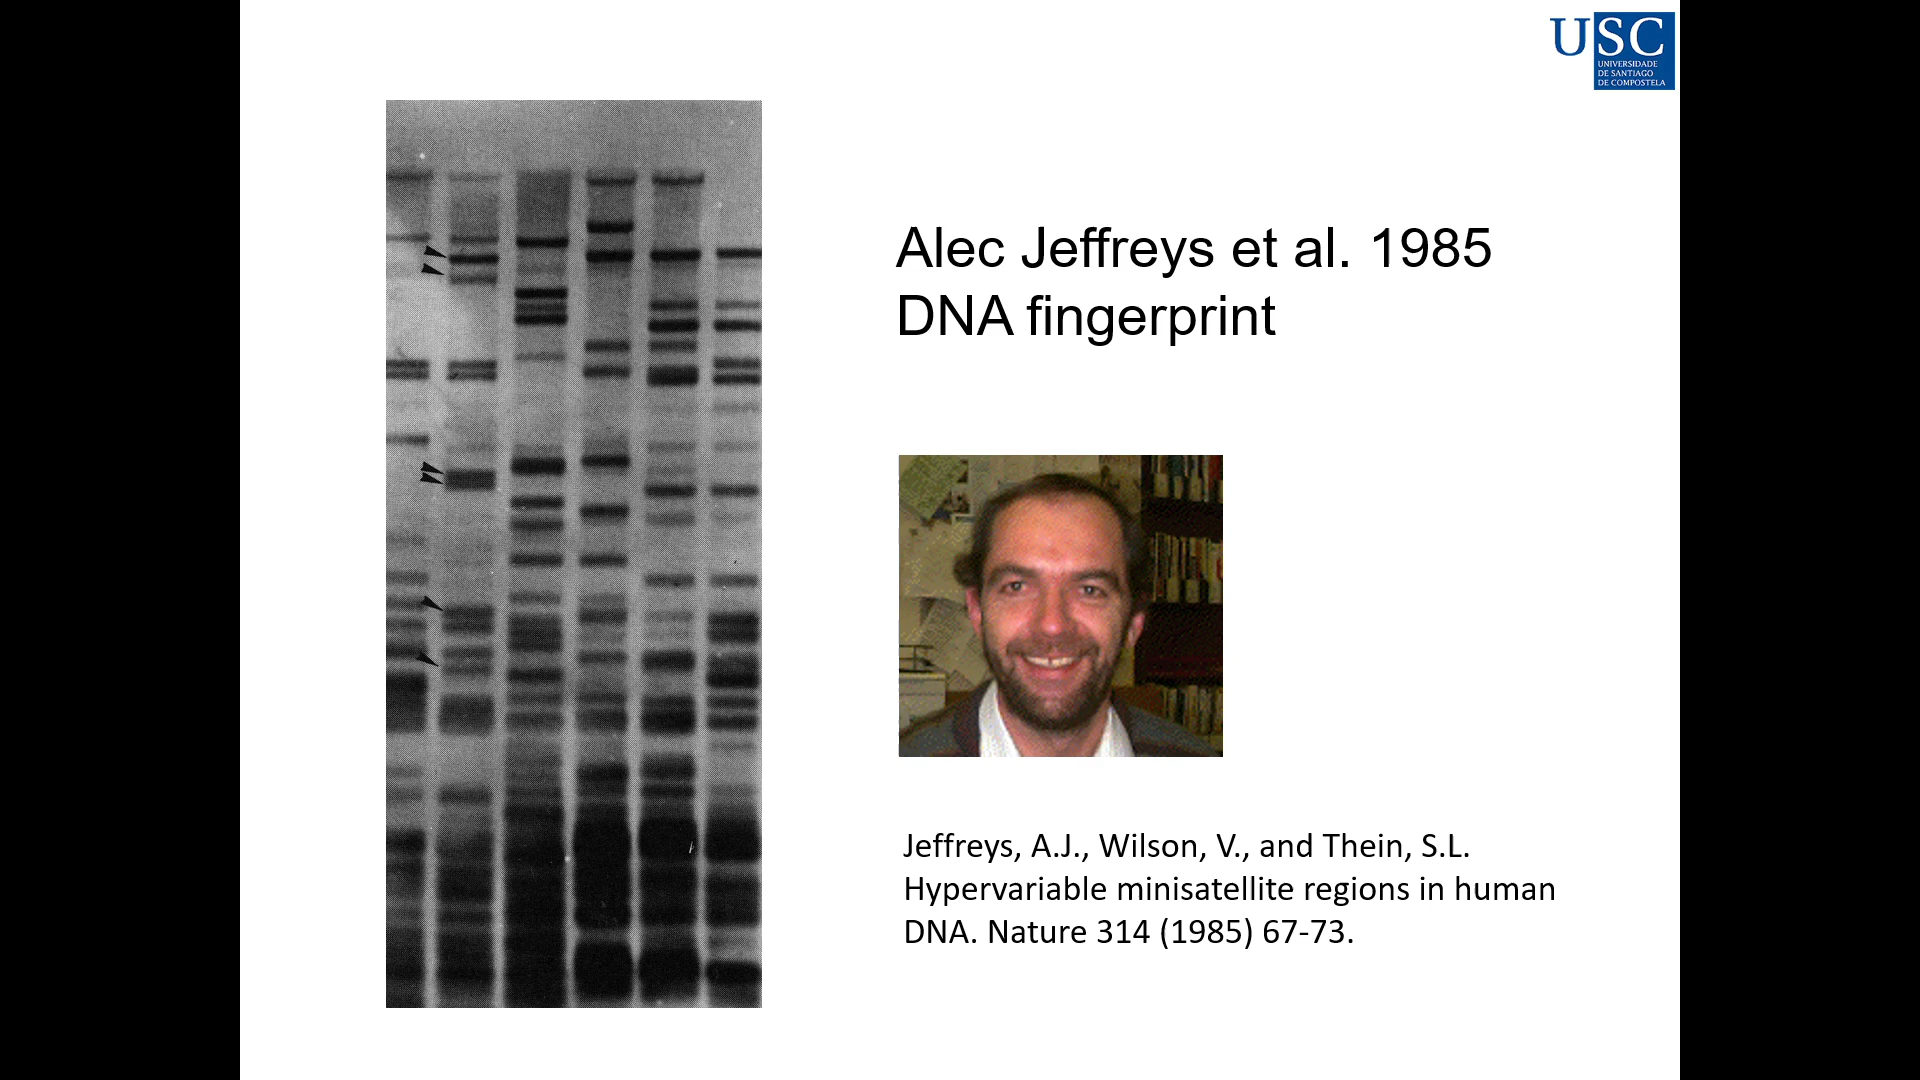 USC
UNIVERSIDADE
DE SANTIAGO
DE COMPOSTELA
Alec Jeffreys et al. 1985
DNA fingerprint
Jeffreys, A.J., Wilson, V., and Thein, S.L.
Hypervariable minisatellite regions in human
DNA. Nature 314 (1985) 67-73.